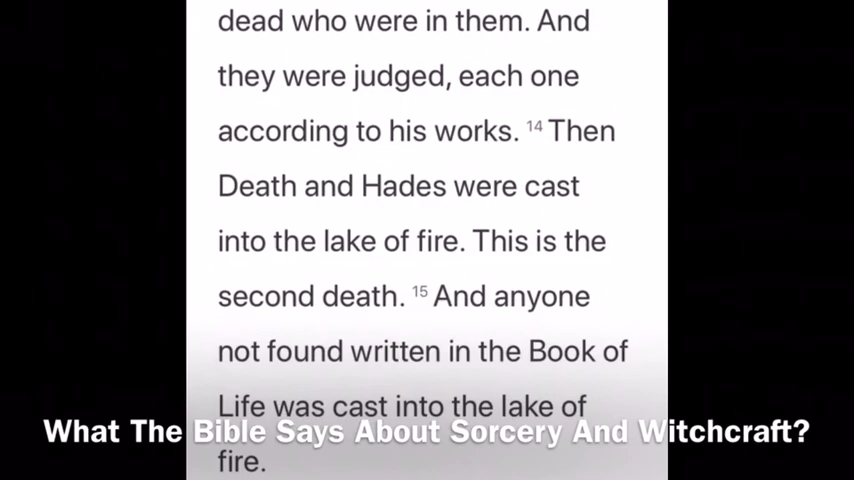 dead who were in them. And
they were judged, each one
according to his works. 14 Then
Death and Hades were cast
into the lake of fire. This is the
second death. 15 And anyone
not found written in the Book of
Life was cast into the lake of
What The Bible Says About Sorcery And Witchcraft?
fire.